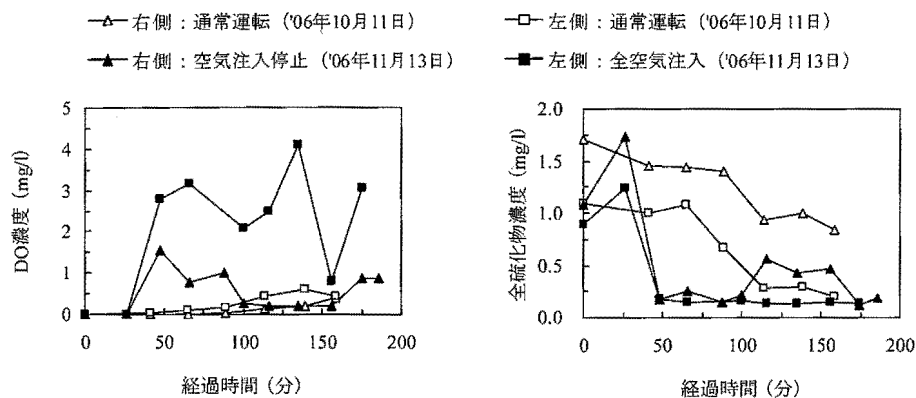 右側：通常運転（'06年10月11日）
左側：通常運転（'06年10月11日）
右側：空気注入停止（'06年11月13日）
左側：全空気注入（'06年11月13日）
DO濃度（mg/l）
5
4
3
2
1
0
0 50 100 150 200
経過時間（分）
全硫化物濃度（mg/l）
2.0
1.5
1.0
0.5
0.0
0 50 100 150 200
経過時間（分）